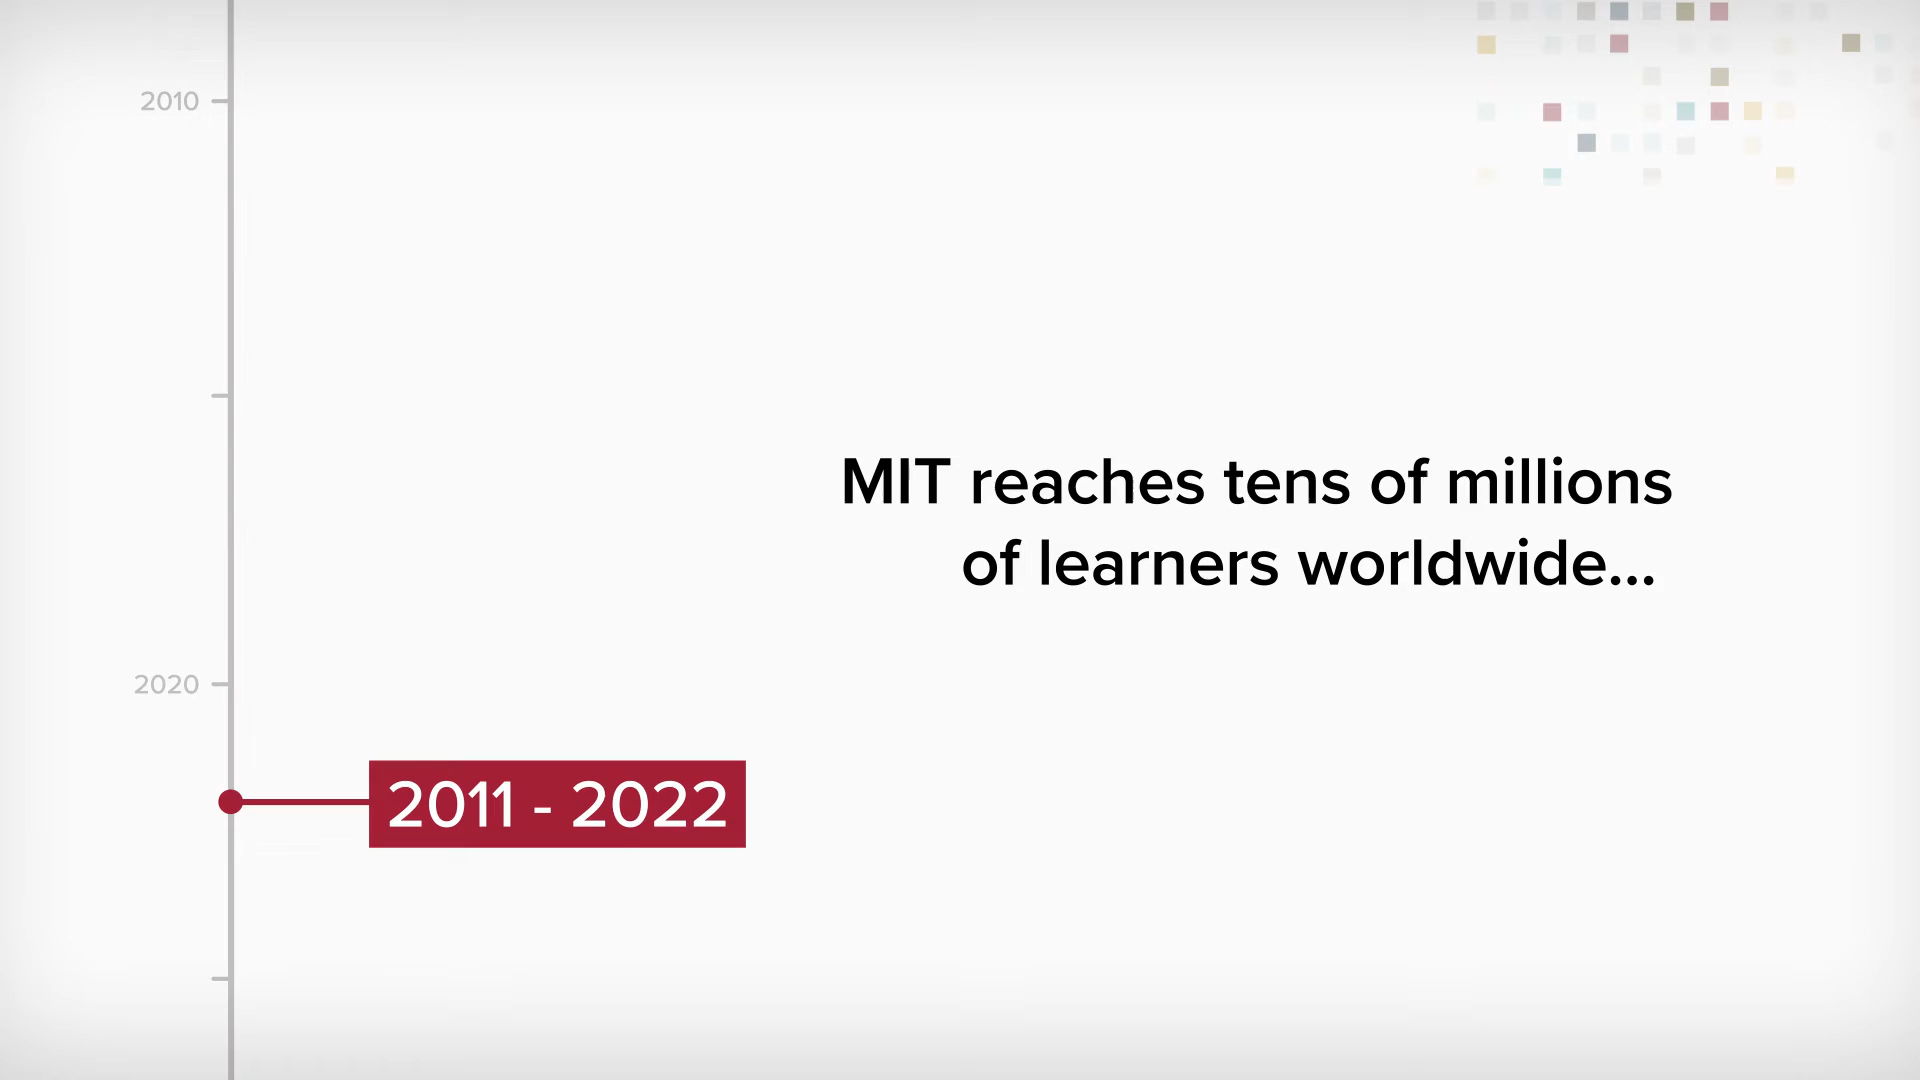 2010
MIT reaches tens of millions
of learners worldwide...
2020
2011 - 2022